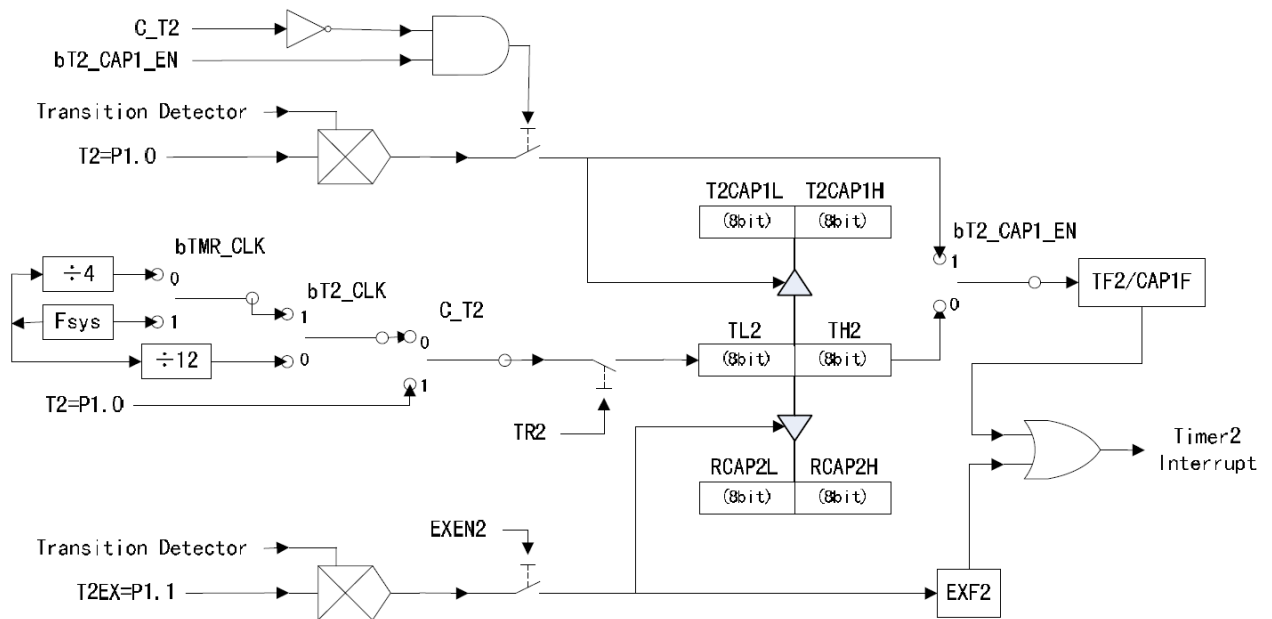 C_T2
bT2_CAP1_EN
Transition Detector
T2=P1.0
T2CAP1L T2CAP1H
(8bit) (8bit)
bT2_CAP1_EN
1
0
TF2/CAP1F
bTMR_CLK
÷4
0
Fsys
1
÷12
bT2_CLK
1
0
C_T2
0
1
T2=P1.0
TR2
TL2 TH2
(8bit) (8bit)
RCAP2L RCAP2H
(8bit) (8bit)
Timer2
Interrupt
EXEN2
Transition Detector
T2EX=P1.1
EXF2